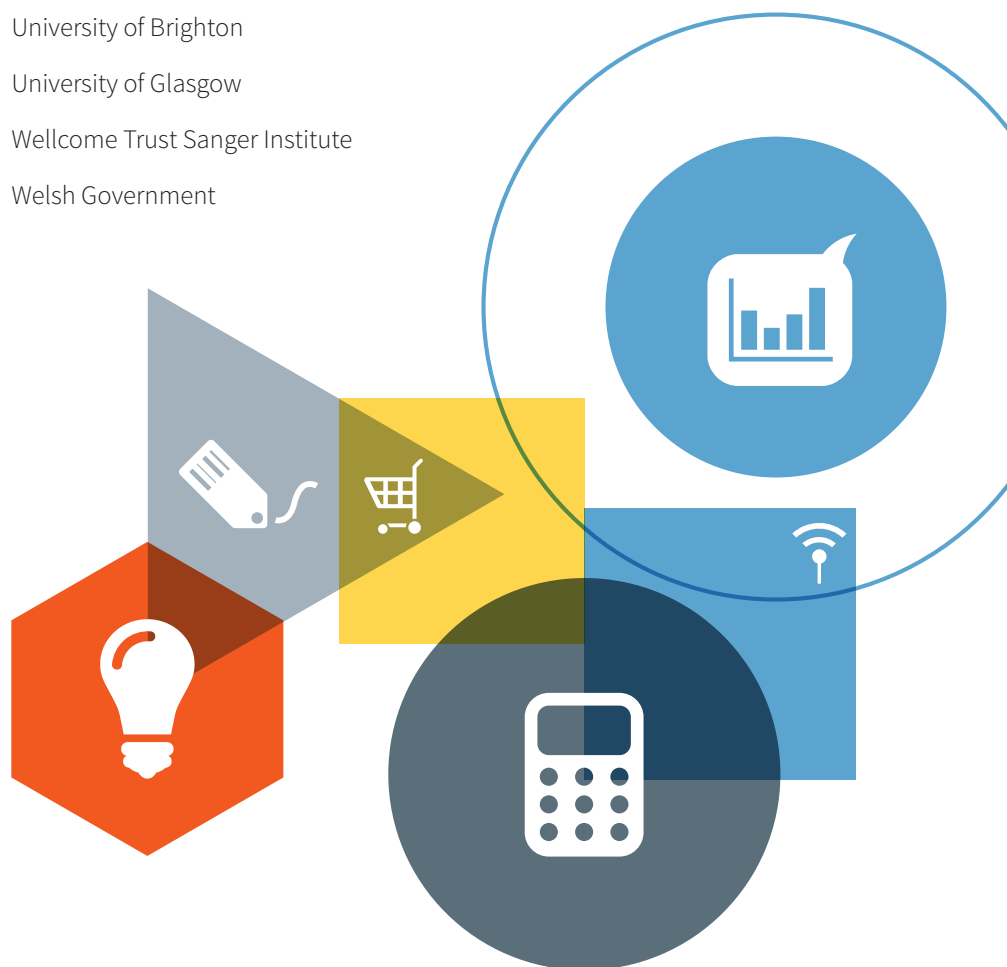 University of Brighton
University of Glasgow
Wellcome Trust Sanger Institute
Welsh Government